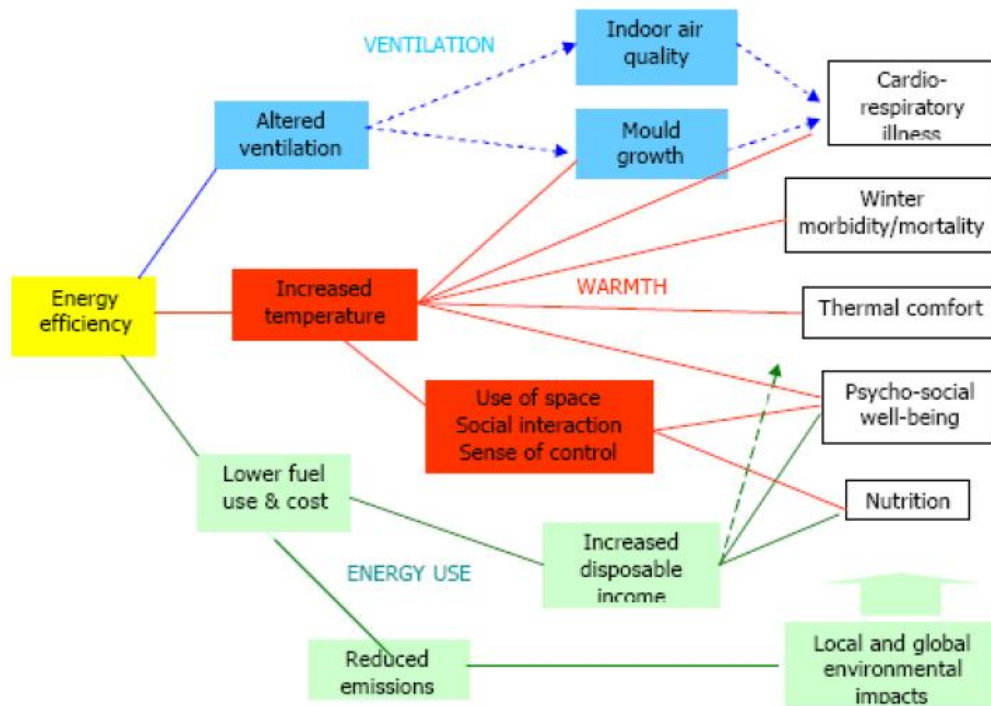 VENTILATION
Indoor air
quality
Cardio-
respiratory
illness
Altered
ventilation
Mould
growth
Winter
morbidity/mortality
Energy
efficiency
Increased
temperature
WARMTH
Thermal comfort
Use of space
Social interaction
Sense of control
Psycho-social
well-being
Lower fuel
use & cost
Nutrition
ENERGY USE
Increased
disposable
income
Reduced
emissions
Local and global
environmental
impacts